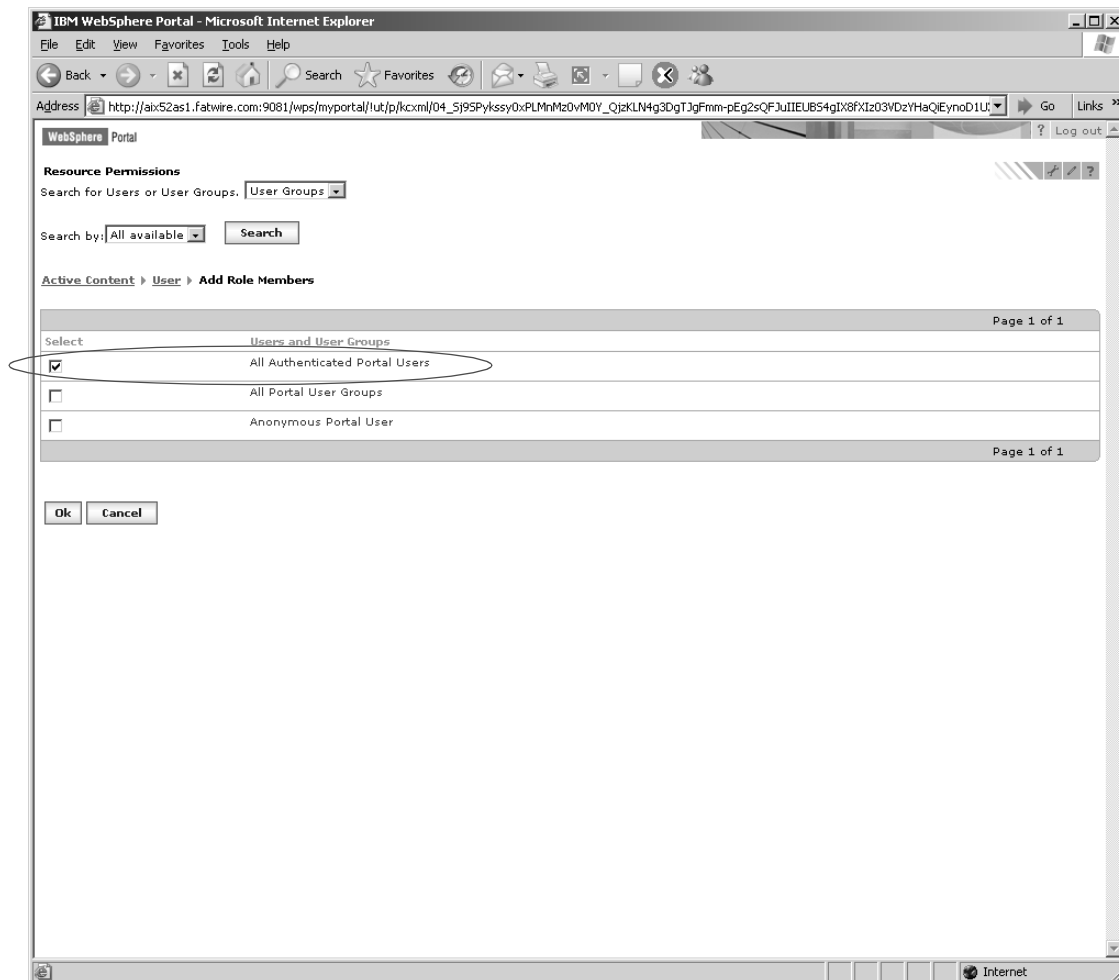 IBM WebSphere Portal - Microsoft Internet Explorer
File Edit View Favorites Tools Help
Back Search Favorites
Address http://aix52as1.fatwire.com:9081/wps/myportal/!ut/p/kcxml/04_Sj9SPykssy0xPLMnMz0vM0Y_QjzKLN4g3DgTJgFmm-pEg2sQFJuIIEUBS4gIX8fXIz03VDzYHaQiEynoD1U Go Links »
WebSphere Portal ? Log out
Resource Permissions ?
Search for Users or User Groups. User Groups
Search by: All available Search
Active Content User Add Role Members
Page 1 of 1
Select Users and User Groups
All Authenticated Portal Users
All Portal User Groups
Anonymous Portal User
Page 1 of 1
Ok Cancel
Internet